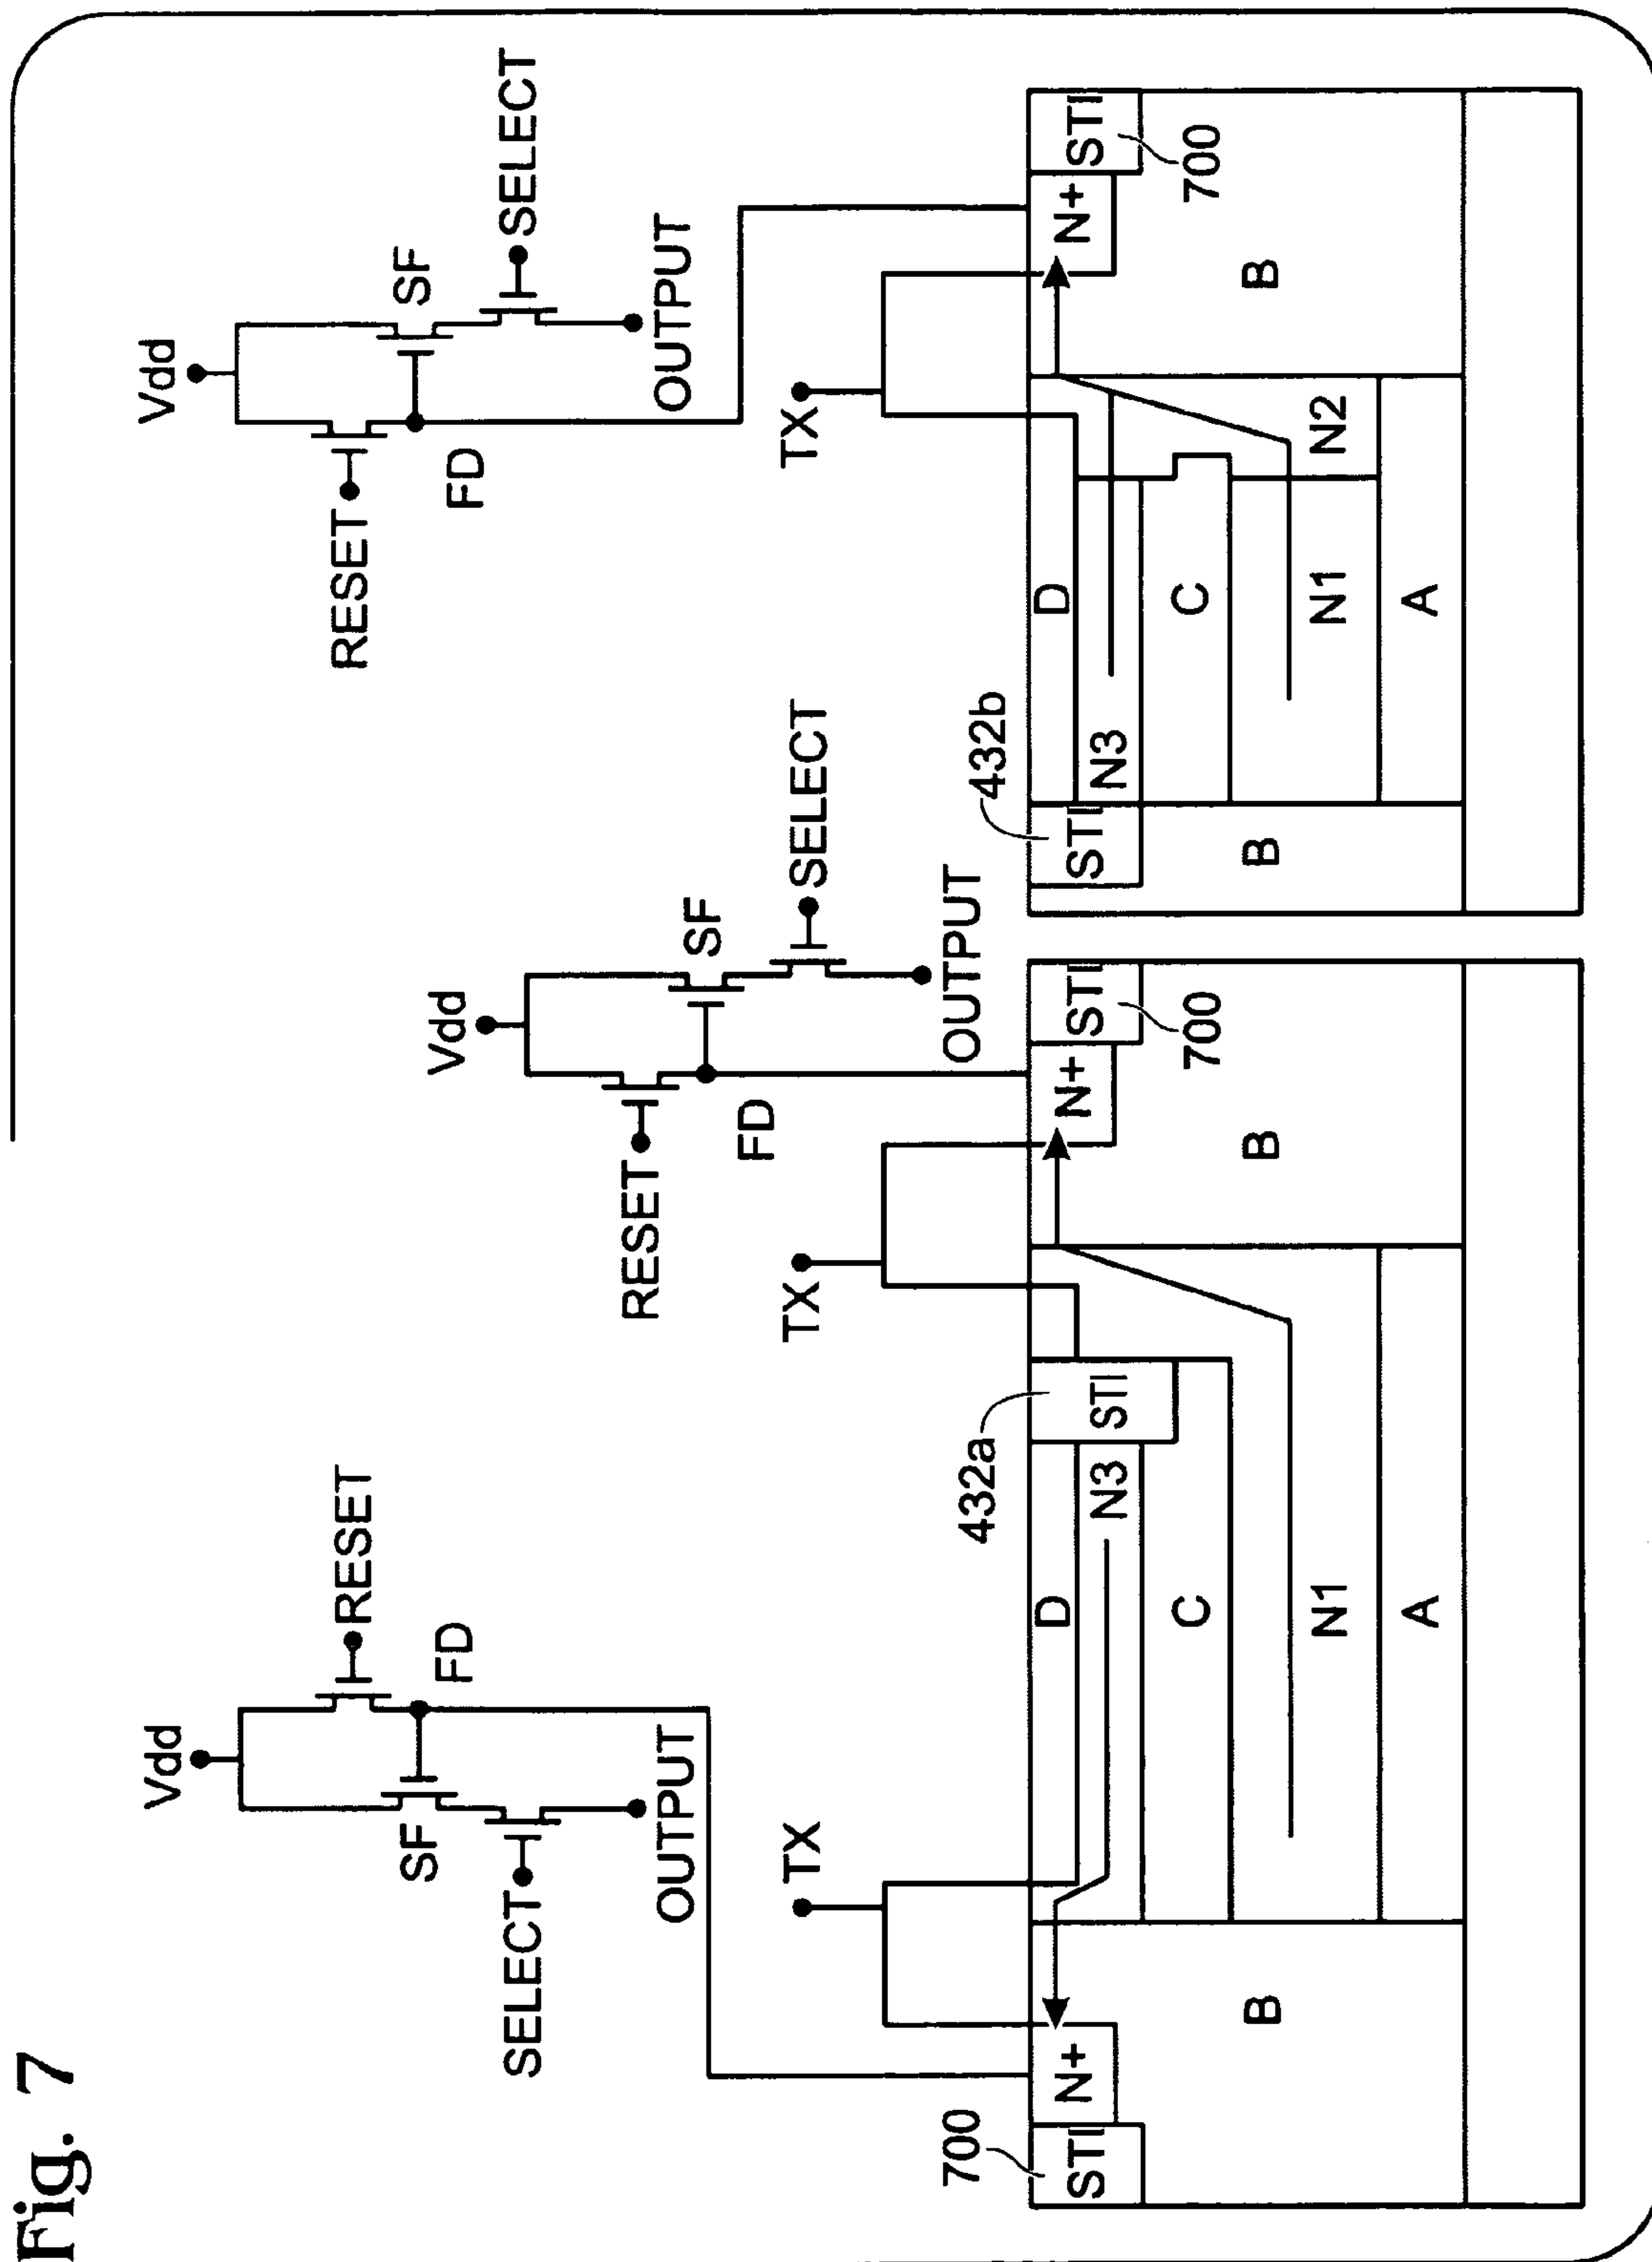 Fig. 7
Vdd
RESET
FD
SF
SELECT
OUTPUT
TX
Vdd
RESET
SF
FD
SELECT
OUTPUT
TX
Vdd
RESET
SF
FD
SELECT
OUTPUT
TX
700
432a
STI
N+
D
N3
STI
N+
STI
700
B
C
N1
A
B
432b
STI
D
N3
N+
STI
700
B
C
N1
N2
A
B